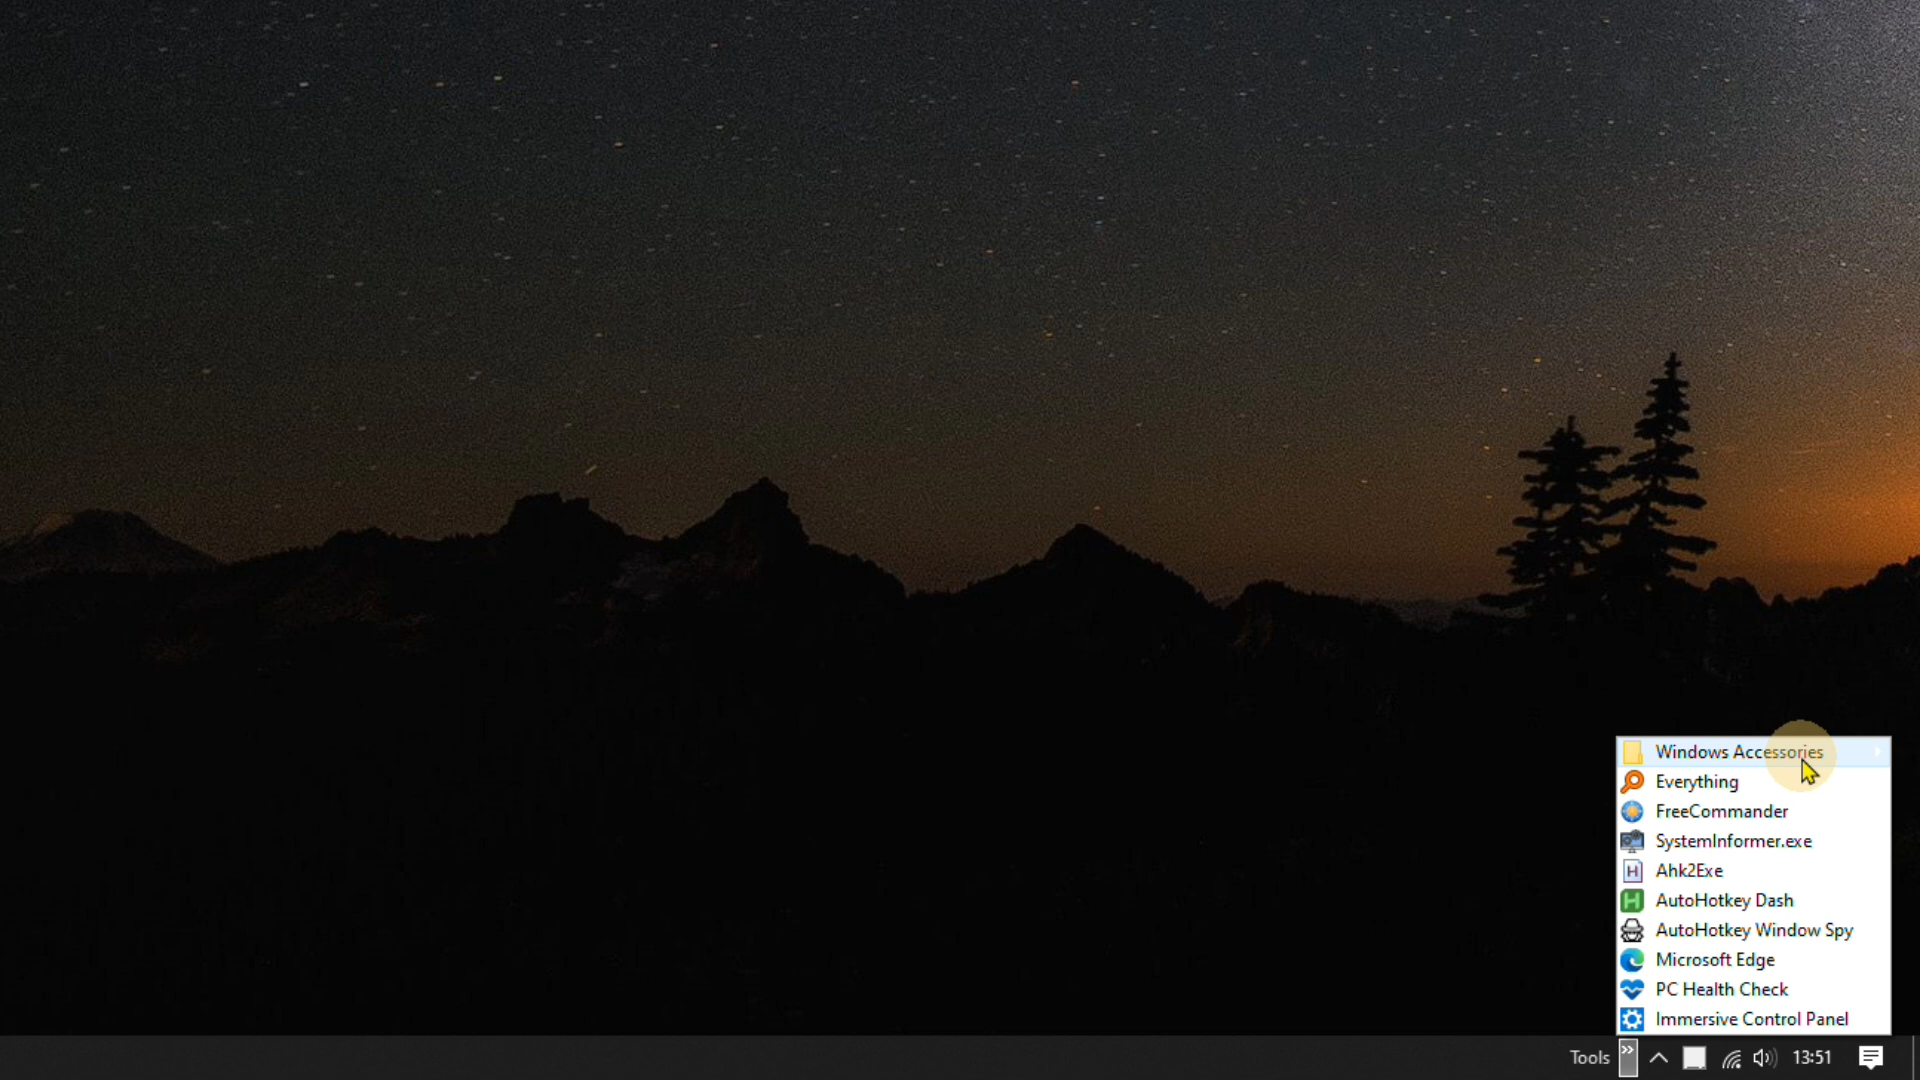 Windows Accessories
Everything
FreeCommander
SystemInformer.exe
Ahk2Exe
AutoHotkey Dash
AutoHotkey Window Spy
Microsoft Edge
PC Health Check
Immersive Control Panel
Tools
13:51